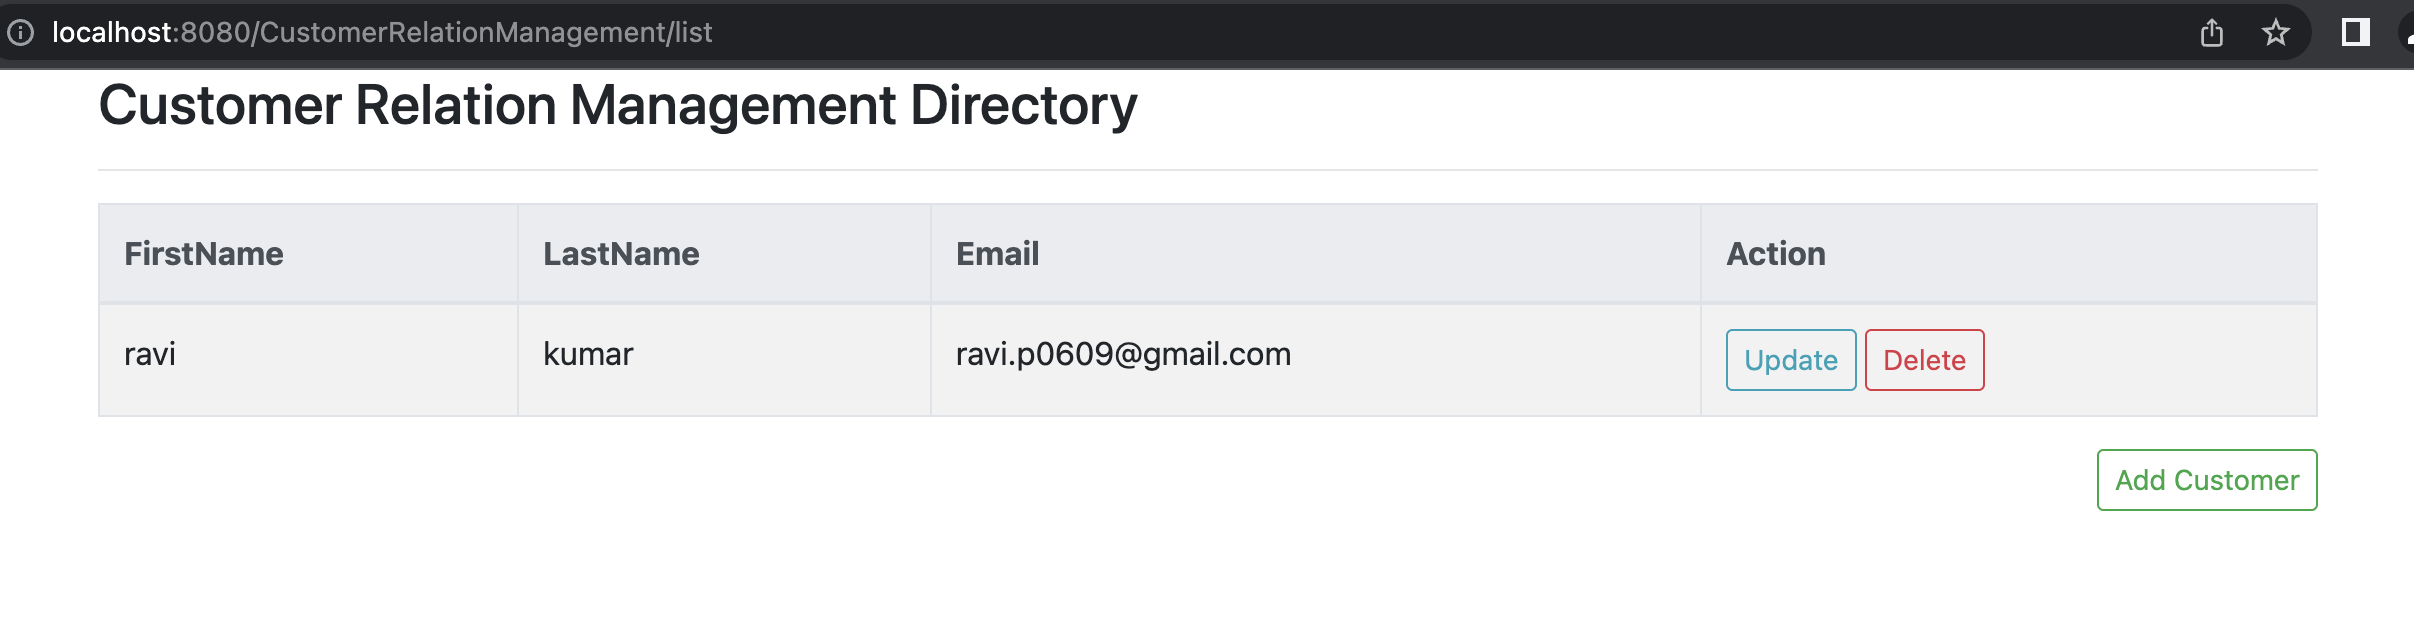 localhost:8080/CustomerRelationManagement/list
Customer Relation Management Directory
FirstName LastName Email Action
ravi kumar ravi.p0609@gmail.com Update Delete
Add Customer